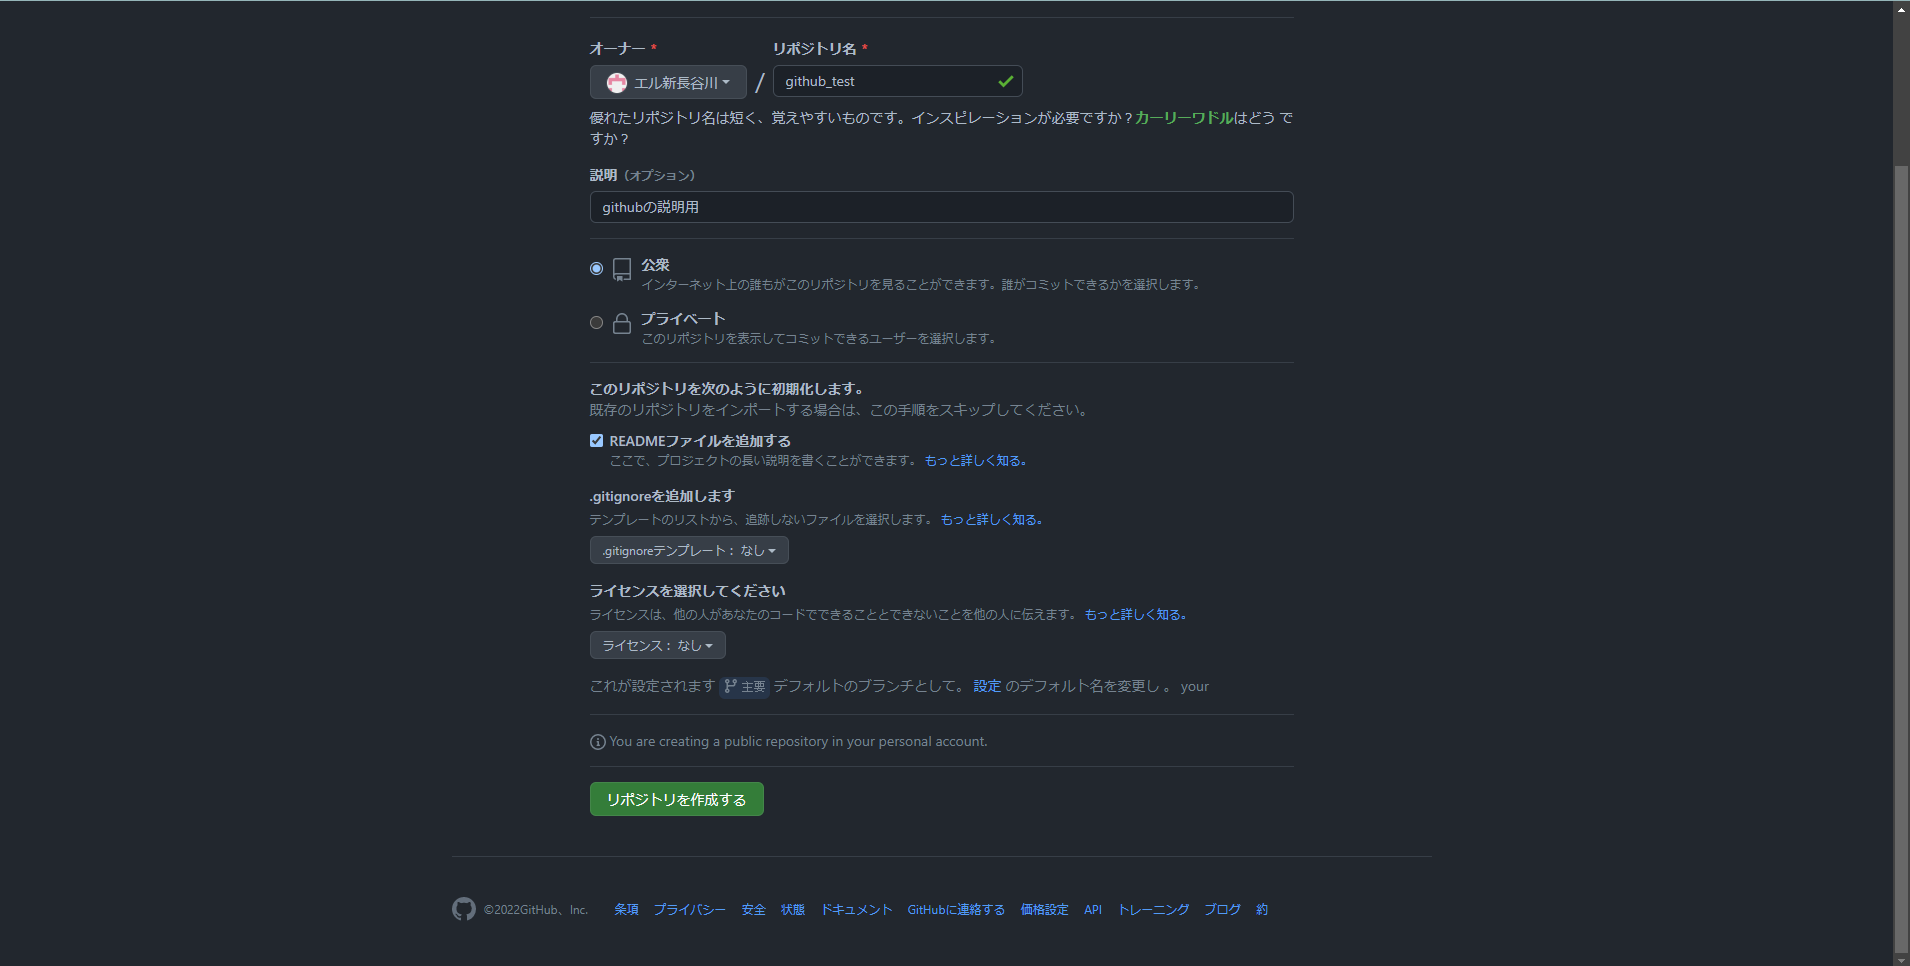 オーナー *
リポジトリ名 *
エル新長谷川
/
github_test
優れたリポジトリ名は短く、覚えやすいものです。インスピレーションが必要ですか？カーリーワドルはどう で
すか？
説明（オプション）
githubの説明用
公衆
インターネット上の誰もがこのリポジトリを見ることができます。誰がコミットできるかを選択します。
プライベート
このリポジトリを表示してコミットできるユーザーを選択します。
このリポジトリを次のように初期化します。
既存のリポジトリをインポートする場合は、この手順をスキップしてください。
READMEファイルを追加する
ここで、プロジェクトの長い説明を書くことができます。 もっと詳しく知る。
.gitignoreを追加します
テンプレートのリストから、追跡しないファイルを選択します。 もっと詳しく知る。
.gitignoreテンプレート： なし
ライセンスを選択してください
ライセンスは、他の人があなたのコードでできることとできないことを他の人に伝えます。 もっと詳しく知る。
ライセンス： なし
これが設定されます 主要 デフォルトのブランチとして。 設定 のデフォルト名を変更し 。 your
You are creating a public repository in your personal account.
リポジトリを作成する
©2022GitHub、Inc. 条項 プライバシー 安全 状態 ドキュメント GitHubに連絡する 価格設定 API トレーニング ブログ 約